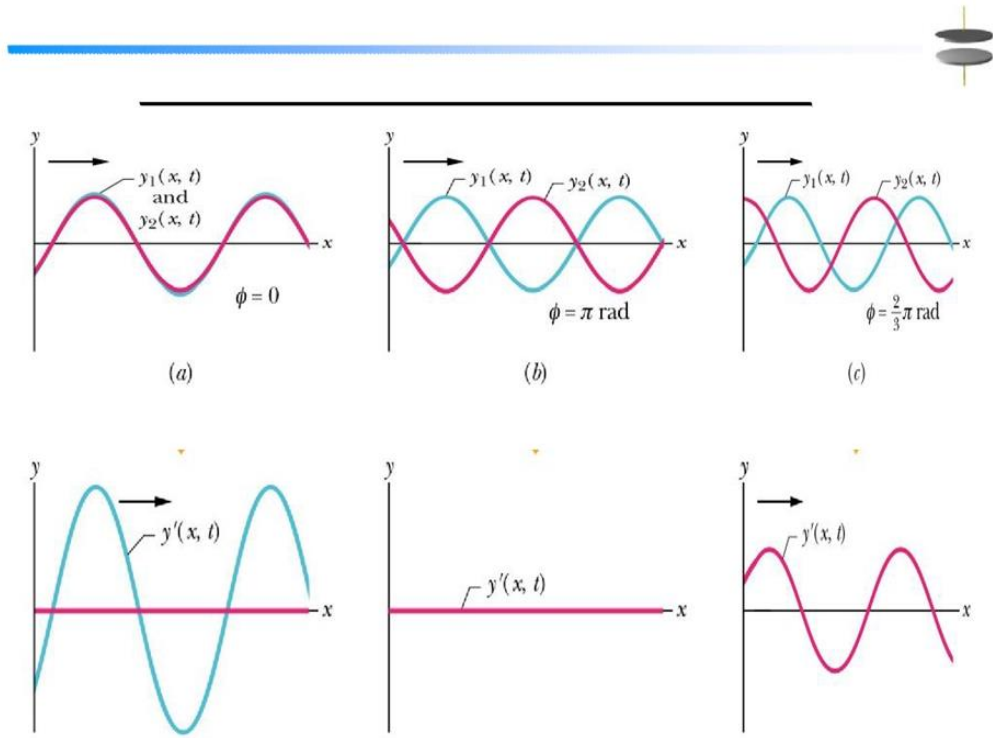 y
y₁(x, t)
and
y₂(x, t)
x
ϕ = 0
(a)
y
y₁(x, t)
y₂(x, t)
x
ϕ = π rad
(b)
y
y₁(x, t)
y₂(x, t)
x
ϕ = 2/3 π rad
(c)
y
y′(x, t)
x
y
y′(x, t)
x
y
y′(x, t)
x